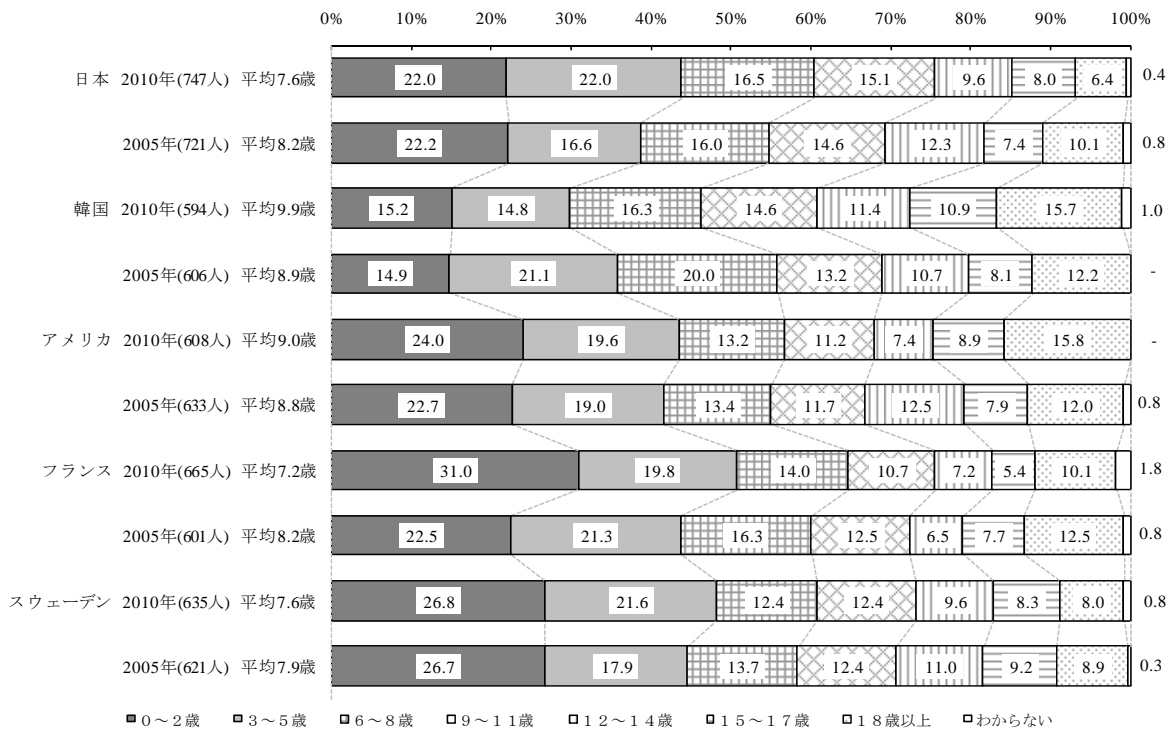 0% 10% 20% 30% 40% 50% 60% 70% 80% 90% 100%
日本 2010年(747人) 平均7.6歳 22.0 22.0 16.5 15.1 9.6 8.0 6.4 0.4
2005年(721人) 平均8.2歳 22.2 16.6 16.0 14.6 12.3 7.4 10.1 0.8
韓国 2010年(594人) 平均9.9歳 15.2 14.8 16.3 14.6 11.4 10.9 15.7 1.0
2005年(606人) 平均8.9歳 14.9 21.1 20.0 13.2 10.7 8.1 12.2 -
アメリカ 2010年(608人) 平均9.0歳 24.0 19.6 13.2 11.2 7.4 8.9 15.8 -
2005年(633人) 平均8.8歳 22.7 19.0 13.4 11.7 12.5 7.9 12.0 0.8
フランス 2010年(665人) 平均7.2歳 31.0 19.8 14.0 10.7 7.2 5.4 10.1 1.8
2005年(601人) 平均8.2歳 22.5 21.3 16.3 12.5 6.5 7.7 12.5 0.8
スウェーデン 2010年(635人) 平均7.6歳 26.8 21.6 12.4 12.4 9.6 8.3 8.0 0.8
2005年(621人) 平均7.9歳 26.7 17.9 13.7 12.4 11.0 9.2 8.9 0.3
０～２歳 ３～５歳 ６～８歳 ９～１１歳 １２～１４歳 １５～１７歳 １８歳以上 わからない